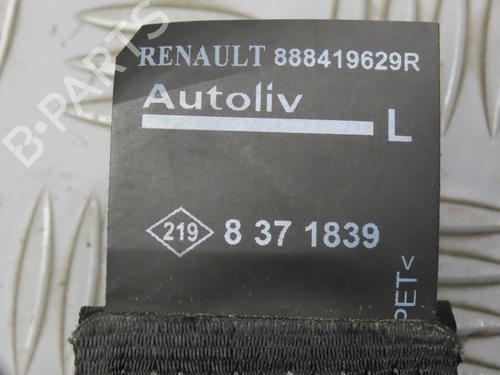 RENAULT 888419629R
Autoliv
L
219 8 37 1839
PET<
B-PARTS